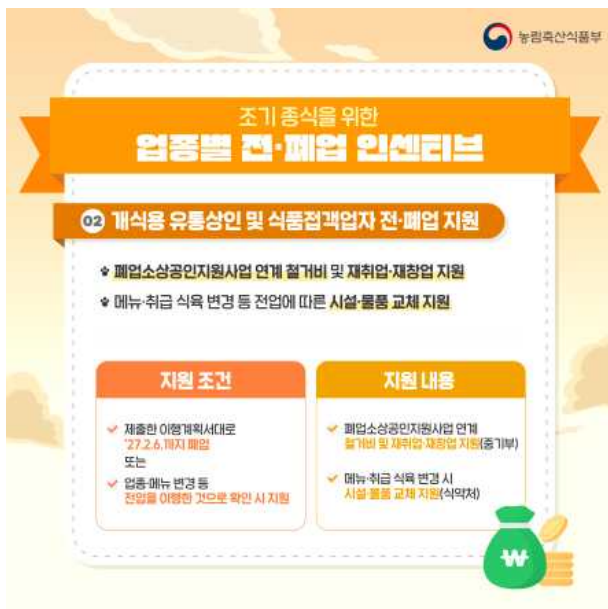 농림축산식품부
조기 종식을 위한
업종별 전·폐업 인센티브
02 개식용 유통상인 및 식품접객업자 전·폐업 지원
폐업소상공인지원사업 연계 철거비 및 재취업·재창업 지원
메뉴·취급 식육 변경 등 전업에 따른 시설·물품 교체 지원
지원 조건
제출한 이행계획서대로
'27.2.6.까지 폐업
또는
업종·메뉴 변경 등
전업을 이행한 것으로 확인 시 지원
지원 내용
폐업소상공인지원사업 연계
철거비 및 재취업·재창업 지원(중기부)
메뉴·취급 식육 변경 시
시설·물품 교체 지원(식약처)
₩